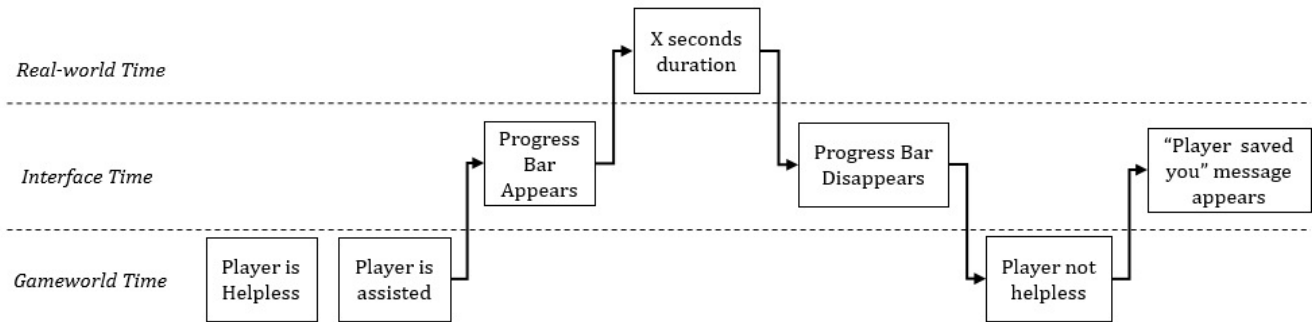 X seconds
duration
Real-world Time
Progress
Bar
Appears
Progress Bar
Disappears
“Player saved
you” message
appears
Interface Time
Player is
Helpless
Player is
assisted
Player not
helpless
Gameworld Time